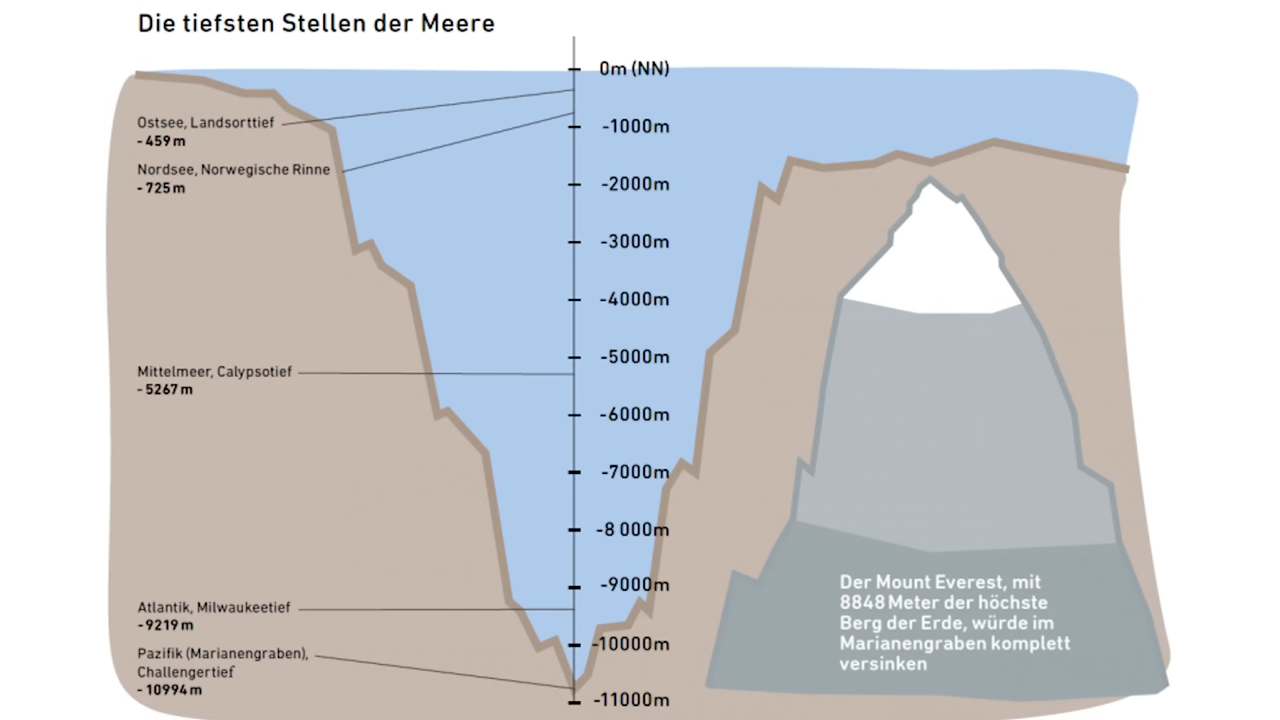 Die tiefsten Stellen der Meere
0m (NN)
Ostsee, Landsorttief
- 459 m
-1000m
Nordsee, Norwegische Rinne
- 725 m
-2000m
-3000m
-4000m
-5000m
Mittelmeer, Calypsotief
- 5267 m
-6000m
-7000m
-8 000m
-9000m
Atlantik, Milwaukeetief
- 9219 m
-10000m
Pazifik (Marianengraben),
Challengertief
- 10994 m
-11000m
Der Mount Everest, mit
8848 Meter der höchste
Berg der Erde, würde im
Marianengraben komplett
versinken